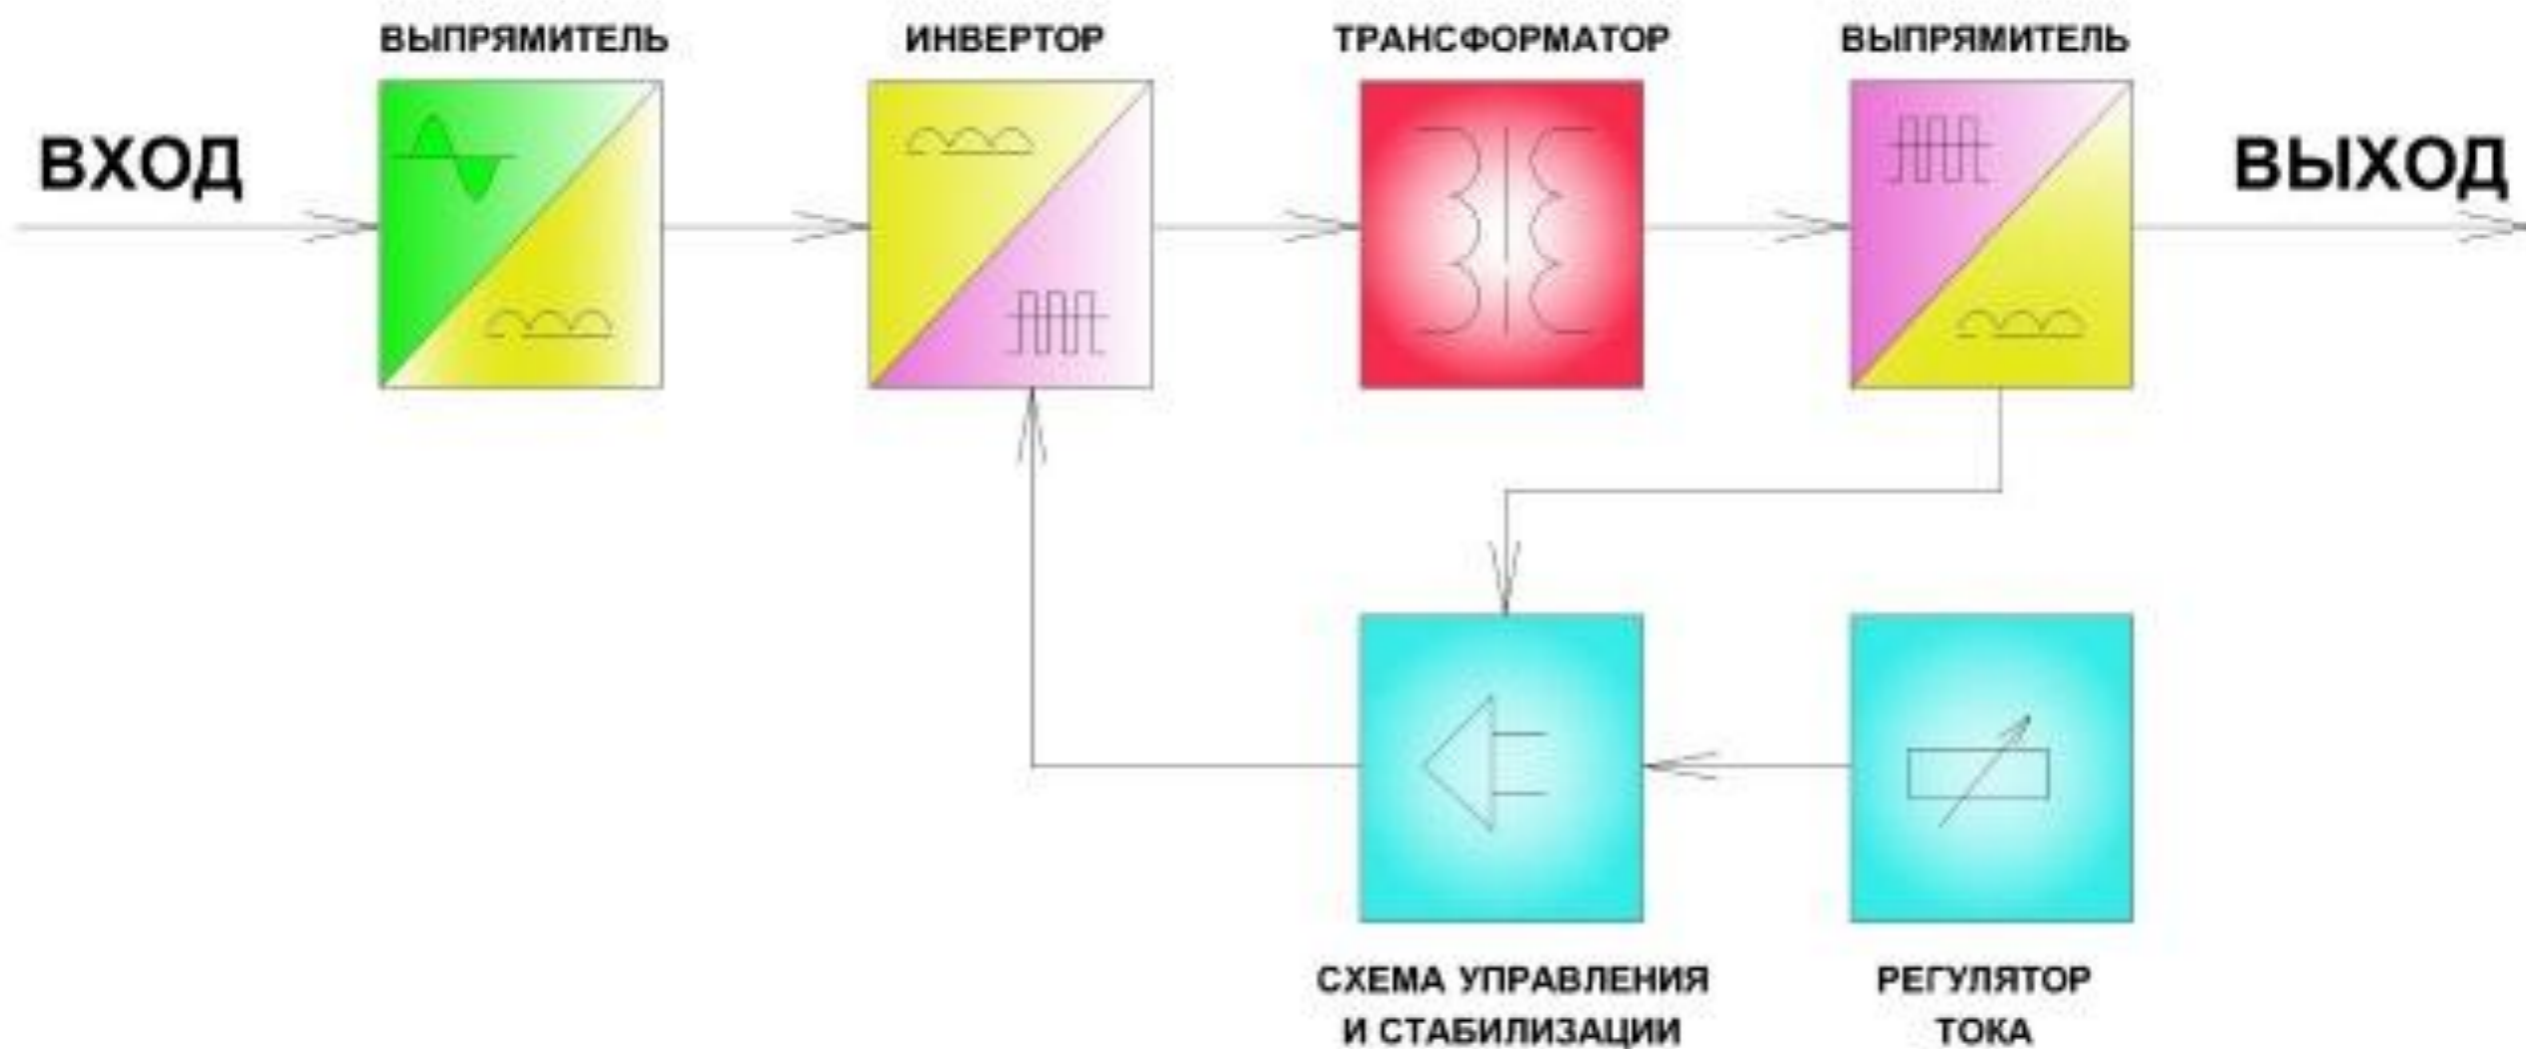 ВЫПРЯМИТЕЛЬ
ИНВЕРТОР
ТРАНСФОРМАТОР
ВЫПРЯМИТЕЛЬ
ВХОД
ВЫХОД
СХЕМА УПРАВЛЕНИЯ
И СТАБИЛИЗАЦИИ
РЕГУЛЯТОР
ТОКА